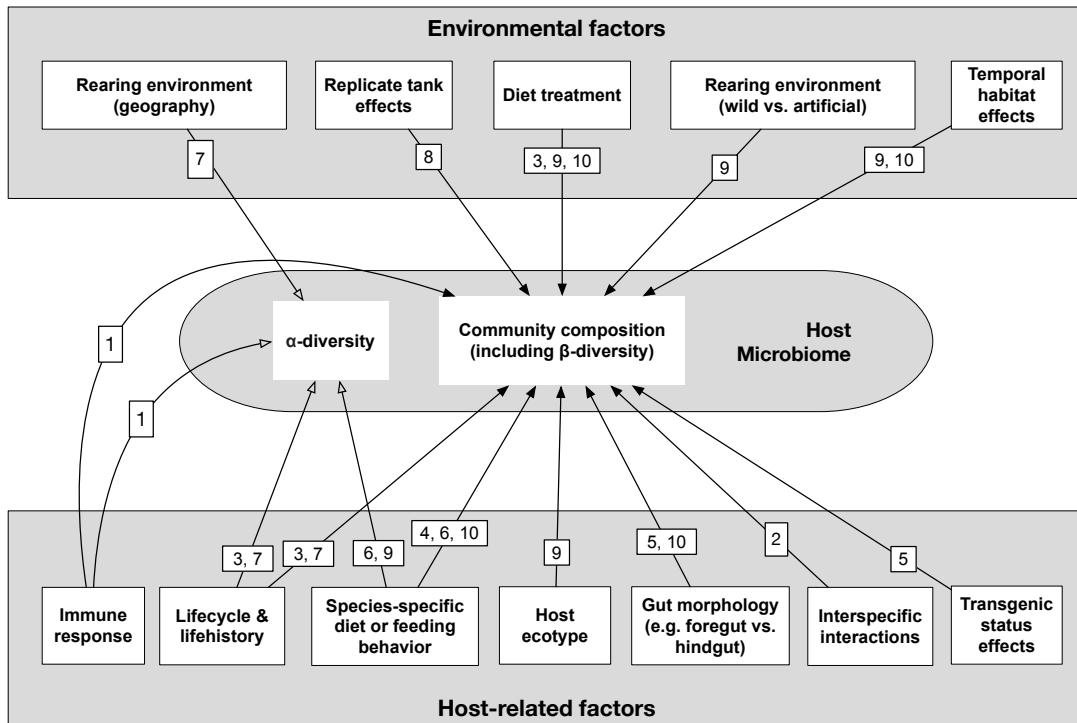 Environmental factors
Rearing environment
(geography)
Replicate tank
effects
Diet treatment
Rearing environment
(wild vs. artificial)
Temporal
habitat
effects
7
8
3, 9, 10
9
9, 10
1
1
α-diversity
Community composition
(including β-diversity)
Host
Microbiome
3, 7
3, 7
6, 9
4, 6, 10
9
5, 10
2
5
Immune
response
Lifecycle &
lifehistory
Species-specific
diet or feeding
behavior
Host
ecotype
Gut morphology
(e.g. foregut vs.
hindgut)
Interspecific
interactions
Transgenic
status
effects
Host-related factors